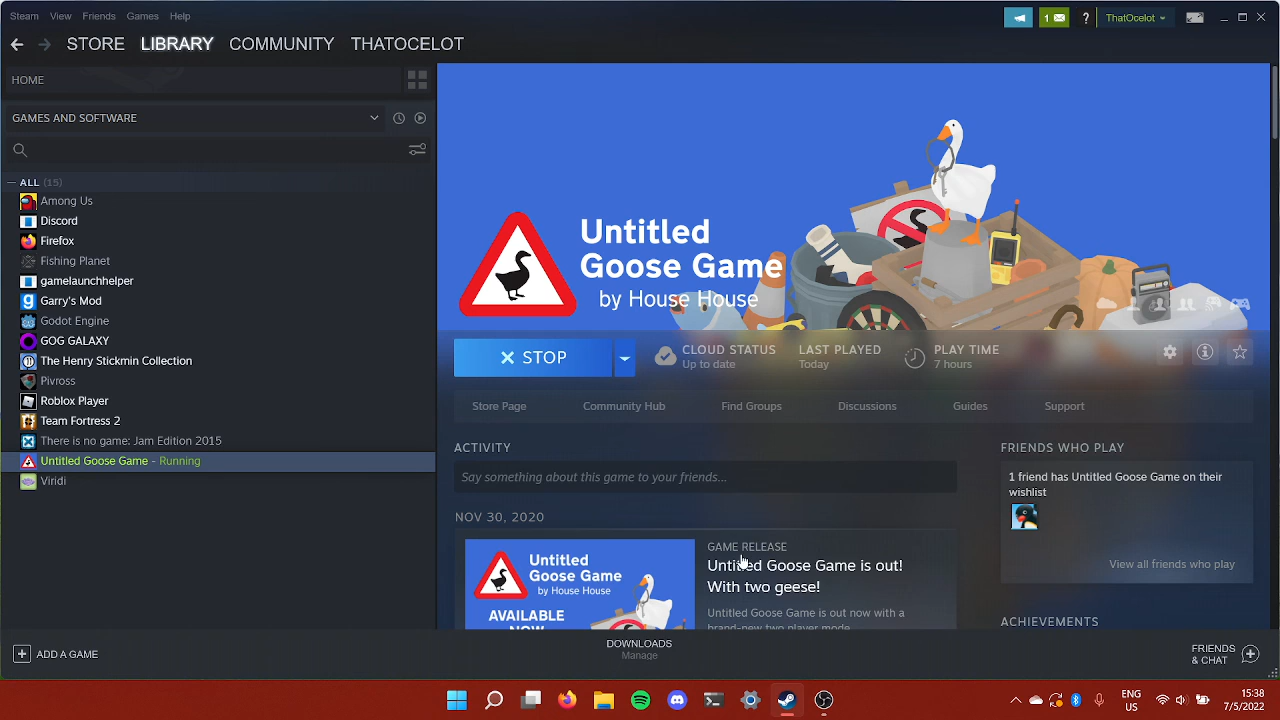 Steam View Friends Games Help
1
?
ThatOcelot
STORE LIBRARY COMMUNITY THATOCELOT
HOME
GAMES AND SOFTWARE
ALL (15)
Among Us
Discord
Firefox
Fishing Planet
gamelaunchhelper
Garry's Mod
Godot Engine
GOG GALAXY
The Henry Stickmin Collection
Pivross
Roblox Player
Team Fortress 2
There is no game: Jam Edition 2015
Untitled Goose Game - Running
Viridi
Untitled
Goose Game
by House House
STOP
CLOUD STATUS
Up to date
LAST PLAYED
Today
PLAY TIME
7 hours
Store Page Community Hub Find Groups Discussions Guides Support
ACTIVITY
Say something about this game to your friends...
NOV 30, 2020
Untitled
Goose Game
by House House
AVAILABLE
NOW
GAME RELEASE
Untitled Goose Game is out!
With two geese!
Untitled Goose Game is out now with a
brand-new two player mode
FRIENDS WHO PLAY
1 friend has Untitled Goose Game on their
wishlist
View all friends who play
ACHIEVEMENTS
ADD A GAME
DOWNLOADS
Manage
FRIENDS
& CHAT
ENG
US
15:38
7/5/2022